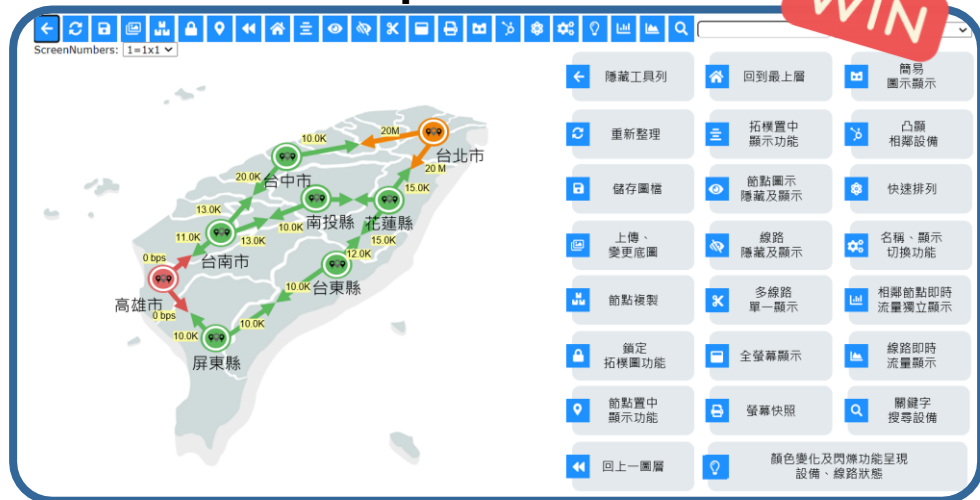 WIN
ScreenNumbers: 1=1x1
10.0K
20M
台北市
20 M
20.0K
台中市
15.0K
13.0K
10.0K
南投縣
花蓮縣
11.0K
13.0K
15.0K
12.0K
0 bps
台南市
10.0K
台東縣
高雄市
0 bps
10.0K
10.0K
屏東縣
隱藏工具列
回到最上層
簡易
圖示顯示
重新整理
拓樸置中
顯示功能
凸顯
相鄰設備
儲存圖檔
節點圖示
隱藏及顯示
快速排列
上傳、
變更底圖
線路
隱藏及顯示
名稱、顯示
切換功能
節點複製
多線路
單一顯示
相鄰節點即時
流量獨立顯示
鎖定
拓樸圖功能
全螢幕顯示
線路即時
流量顯示
節點置中
顯示功能
螢幕快照
關鍵字
搜尋設備
回上一圖層
顏色變化及閃爍功能呈現
設備、線路狀態